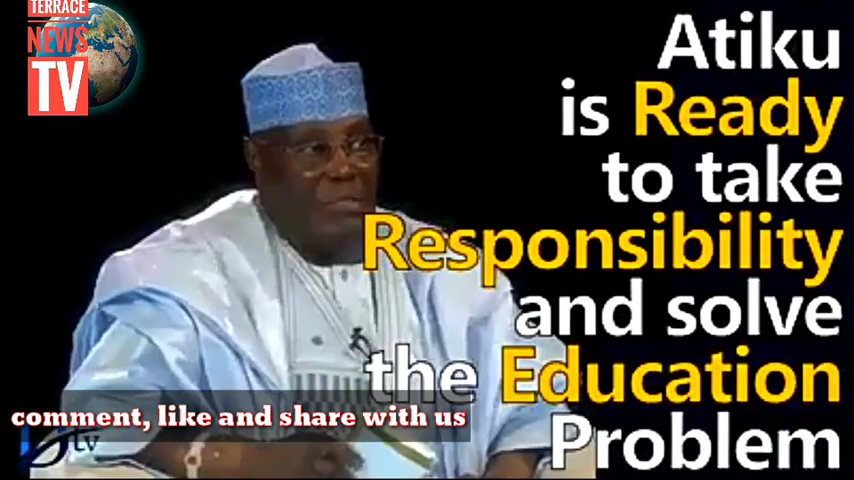 TERRACE
NEWS
TV
Atiku
is Ready
to take
Responsibility
and solve
the Education
Problem
comment, like and share with us
tv